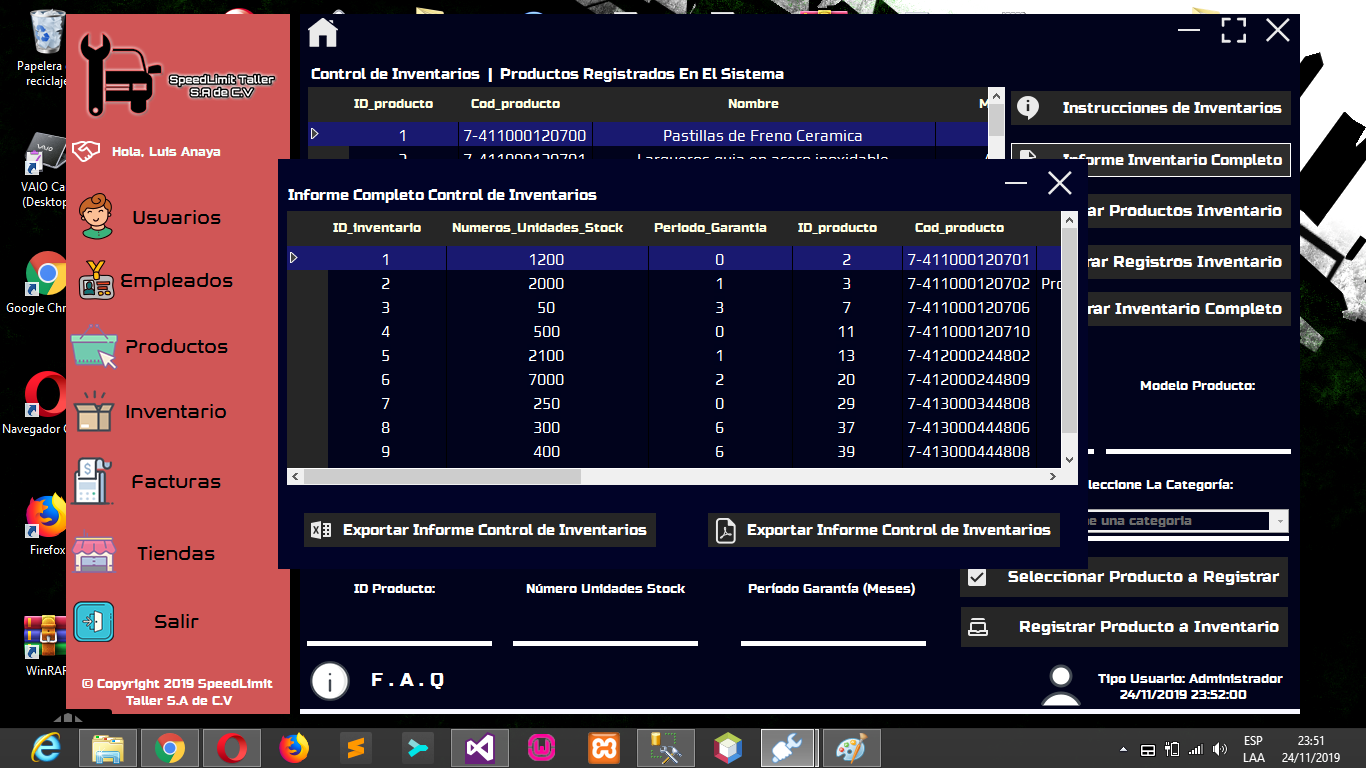 Papelera
reciclaje
VAIO Ca
(Desktop
Google Chr
Navegador
Firefox
WinRAR
SpeedLimit Taller
S.A de C.V
Hola, Luis Anaya
Usuarios
Empleados
Productos
Inventario
Facturas
Tiendas
Salir
© Copyright 2019 SpeedLimit
Taller S.A de C.V
Control de Inventarios | Productos Registrados En El Sistema
ID_producto Cod_producto Nombre M
1 7-411000120700 Pastillas de Freno Ceramica
2 7-411000120701 Largueros guia en acero inoxidable
Instrucciones de Inventarios
Informe Inventario Completo
ar Productos Inventario
rar Registros Inventario
rar Inventario Completo
Informe Completo Control de Inventarios
ID_inventario Numeros_Unidades_Stock Periodo_Garantia ID_producto Cod_producto
1 1200 0 2 7-411000120701
2 2000 1 3 7-411000120702 Pro
3 50 3 7 7-411000120706
4 500 0 11 7-411000120710
5 2100 1 13 7-412000244802
6 7000 2 20 7-412000244809
7 250 0 29 7-413000344808
8 300 6 37 7-413000444806
9 400 6 39 7-413000444808
Exportar Informe Control de Inventarios
Exportar Informe Control de Inventarios
Modelo Producto:
leccione La Categoría:
e una categoria
ID Producto:
Número Unidades Stock
Período Garantía (Meses)
Seleccionar Producto a Registrar
Registrar Producto a Inventario
F . A . Q
Tipo Usuario: Administrador
24/11/2019 23:52:00
ESP
LAA
23:51
24/11/2019